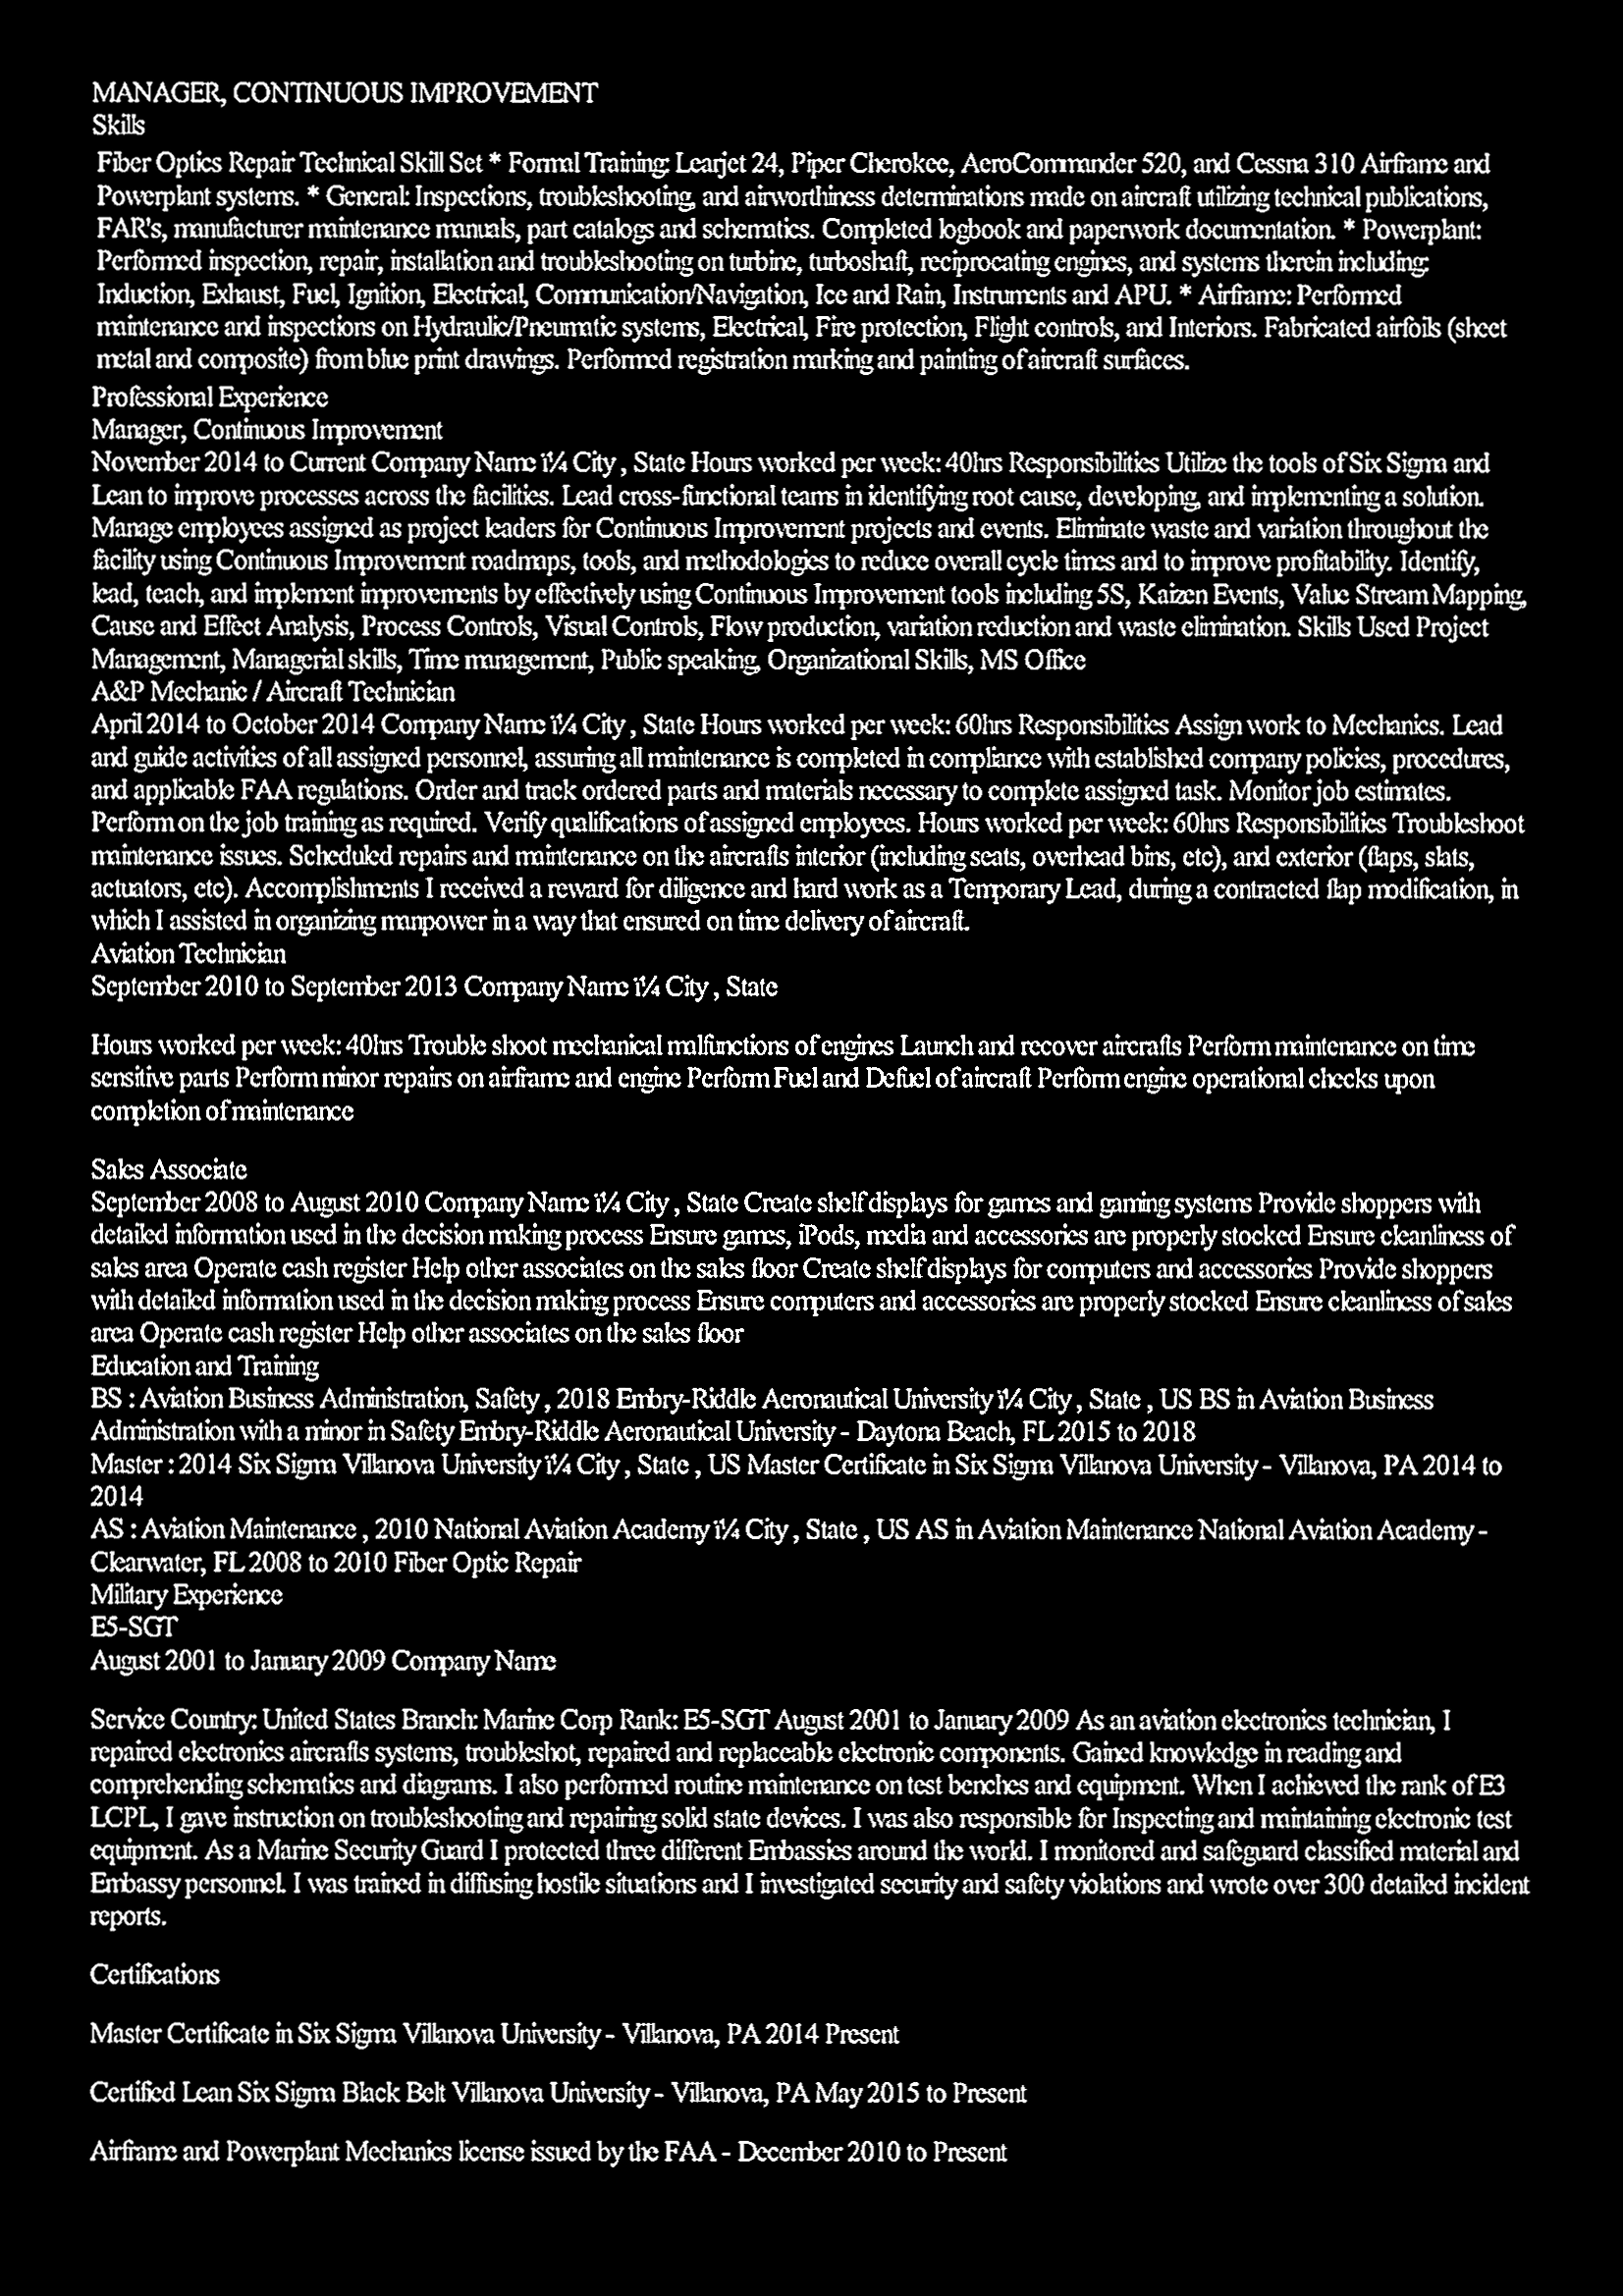 MANAGER, CONTINUOUS IMPROVEMENT
Skills
Fiber Optics Repair Technical Skill Set * Formal Training: Learjet 24, Piper Cherokee, AeroCommander 520, and Cessna 310 Airframe and
Powerplant systems. * General: Inspections, troubleshooting, and airworthiness determinations made on aircraft utilizing technical publications,
FAR's, manufacturer maintenance manuals, part catalogs and schematics. Completed logbook and paperwork documentation. * Powerplant:
Performed inspection, repair, installation and troubleshooting on turbine, turboshaft, reciprocating engines, and systems therein including:
Induction, Exhaust, Fuel, Ignition, Electrical, Communication/Navigation, Ice and Rain, Instruments and APU. * Airframe: Performed
maintenance and inspections on Hydraulic/Pneumatic systems, Electrical, Fire protection, Flight controls, and Interiors. Fabricated airfoils (sheet
metal and composite) from blue print drawings. Performed registration marking and painting of aircraft surfaces.
Professional Experience
Manager, Continuous Improvement
November 2014 to Current Company Name ï¼ City , State Hours worked per week: 40hrs Responsibilities Utilize the tools of Six Sigma and
Lean to improve processes across the facilities. Lead cross-functional teams in identifying root cause, developing, and implementing a solution.
Manage employees assigned as project leaders for Continuous Improvement projects and events. Eliminate waste and variation throughout the
facility using Continuous Improvement roadmaps, tools, and methodologies to reduce overall cycle times and to improve profitability. Identify,
lead, teach, and implement improvements by effectively using Continuous Improvement tools including 5S, Kaizen Events, Value Stream Mapping,
Cause and Effect Analysis, Process Controls, Visual Controls, Flow production, variation reduction and waste elimination. Skills Used Project
Management, Managerial skills, Time management, Public speaking, Organizational Skills, MS Office
A&P Mechanic / Aircraft Technician
April 2014 to October 2014 Company Name ï¼ City , State Hours worked per week: 60hrs Responsibilities Assign work to Mechanics. Lead
and guide activities of all assigned personnel, assuring all maintenance is completed in compliance with established company policies, procedures,
and applicable FAA regulations. Order and track ordered parts and materials necessary to complete assigned task. Monitor job estimates.
Perform on the job training as required. Verify qualifications of assigned employees. Hours worked per week: 60hrs Responsibilities Troubleshoot
maintenance issues. Scheduled repairs and maintenance on the aircrafts interior (including seats, overhead bins, etc), and exterior (flaps, slats,
actuators, etc). Accomplishments I received a reward for diligence and hard work as a Temporary Lead, during a contracted flap modification, in
which I assisted in organizing manpower in a way that ensured on time delivery of aircraft.
Aviation Technician
September 2010 to September 2013 Company Name ï¼ City , State
Hours worked per week: 40hrs Trouble shoot mechanical malfunctions of engines Launch and recover aircrafts Perform maintenance on time
sensitive parts Perform minor repairs on airframe and engine Perform Fuel and Defuel of aircraft Perform engine operational checks upon
completion of maintenance
Sales Associate
September 2008 to August 2010 Company Name ï¼ City , State Create shelf displays for games and gaming systems Provide shoppers with
detailed information used in the decision making process Ensure games, iPods, media and accessories are properly stocked Ensure cleanliness of
sales area Operate cash register Help other associates on the sales floor Create shelf displays for computers and accessories Provide shoppers
with detailed information used in the decision making process Ensure computers and accessories are properly stocked Ensure cleanliness of sales
area Operate cash register Help other associates on the sales floor
Education and Training
BS : Aviation Business Administration, Safety , 2018 Embry-Riddle Aeronautical University ï¼ City , State , US BS in Aviation Business
Administration with a minor in Safety Embry-Riddle Aeronautical University - Daytona Beach, FL 2015 to 2018
Master : 2014 Six Sigma Villanova University ï¼ City , State , US Master Certificate in Six Sigma Villanova University - Villanova, PA 2014 to
2014
AS : Aviation Maintenance , 2010 National Aviation Academy ï¼ City , State , US AS in Aviation Maintenance National Aviation Academy -
Clearwater, FL 2008 to 2010 Fiber Optic Repair
Military Experience
E5-SGT
August 2001 to January 2009 Company Name
Service Country: United States Branch: Marine Corp Rank: E5-SGT August 2001 to January 2009 As an aviation electronics technician, I
repaired electronics aircrafts systems, troubleshot, repaired and replaceable electronic components. Gained knowledge in reading and
comprehending schematics and diagrams. I also performed routine maintenance on test benches and equipment. When I achieved the rank of E3
LCPL, I gave instruction on troubleshooting and repairing solid state devices. I was also responsible for Inspecting and maintaining electronic test
equipment. As a Marine Security Guard I protected three different Embassies around the world. I monitored and safeguard classified material and
Embassy personnel. I was trained in diffusing hostile situations and I investigated security and safety violations and wrote over 300 detailed incident
reports.
Certifications
Master Certificate in Six Sigma Villanova University - Villanova, PA 2014 Present
Certified Lean Six Sigma Black Belt Villanova University - Villanova, PA May 2015 to Present
Airframe and Powerplant Mechanics license issued by the FAA - December 2010 to Present